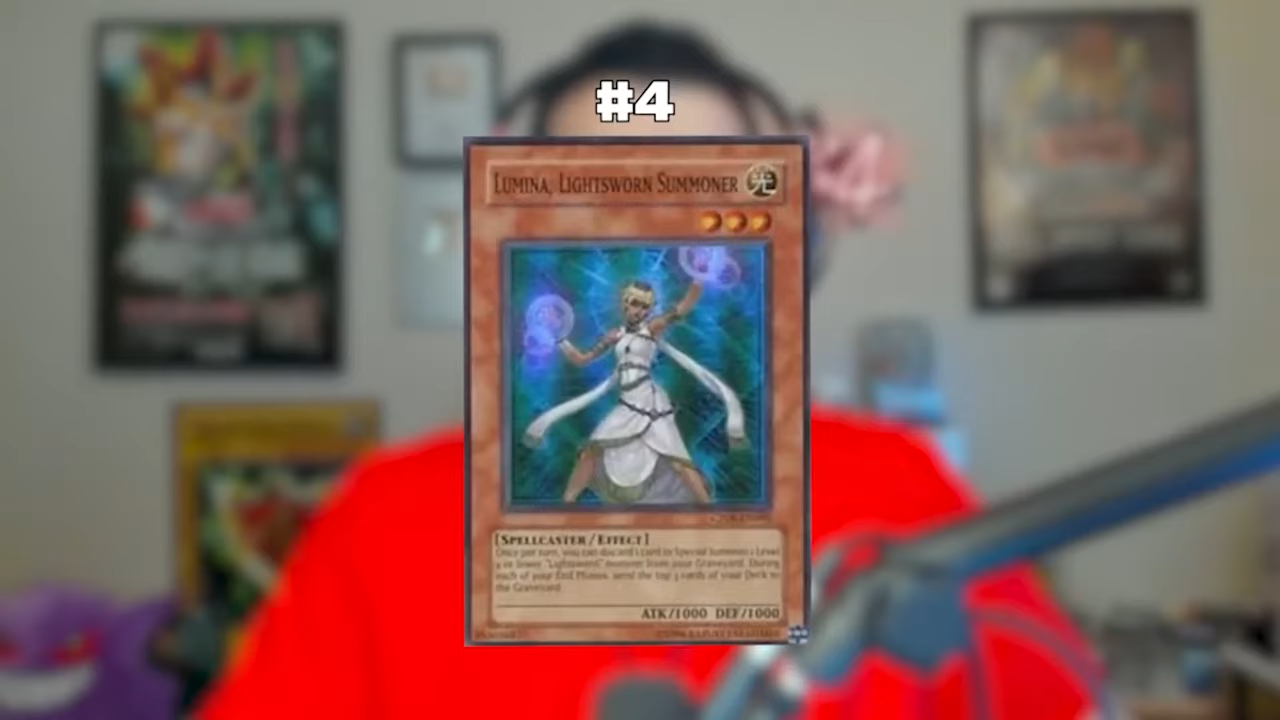 #4
LUMINA, LIGHTSWORN SUMMONER 光
[SPELLCASTER / EFFECT]
Once per turn, you can discard 1 card to Special Summon 1 Level
4 or lower "Lightsworn" monster from your Graveyard. During
each of your End Phases, send the top 3 cards of your Deck to
the Graveyard.
ATK/1000 DEF/1000